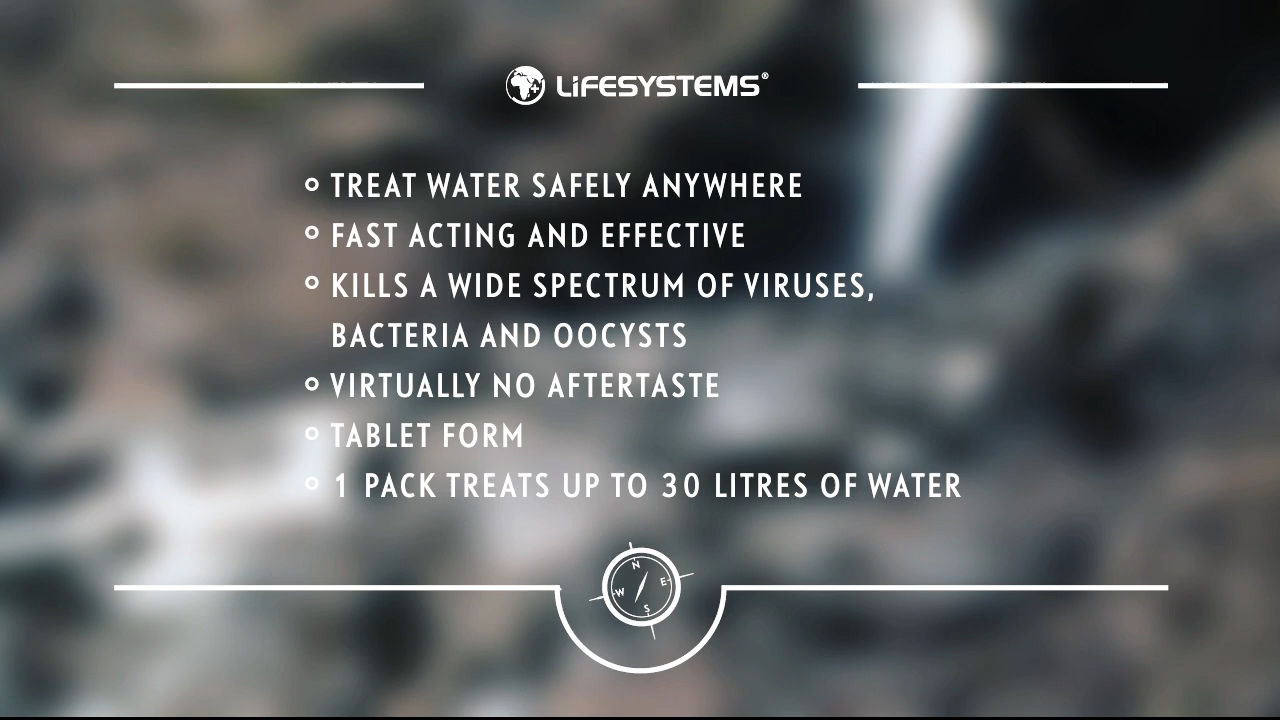 LiFESYSTEMS®
TREAT WATER SAFELY ANYWHERE
FAST ACTING AND EFFECTIVE
KILLS A WIDE SPECTRUM OF VIRUSES,
BACTERIA AND OOCYSTS
VIRTUALLY NO AFTERTASTE
TABLET FORM
1 PACK TREATS UP TO 30 LITRES OF WATER
N
W E
S